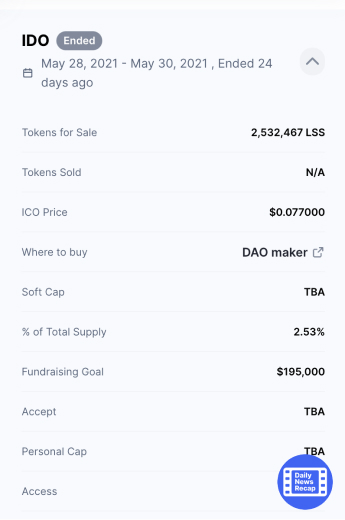 IDO Ended
May 28, 2021 - May 30, 2021 , Ended 24
days ago
Tokens for Sale 2,532,467 LSS
Tokens Sold N/A
ICO Price $0.077000
Where to buy DAO maker
Soft Cap TBA
% of Total Supply 2.53%
Fundraising Goal $195,000
Accept TBA
Personal Cap TBA
Access
Daily
News
Recap